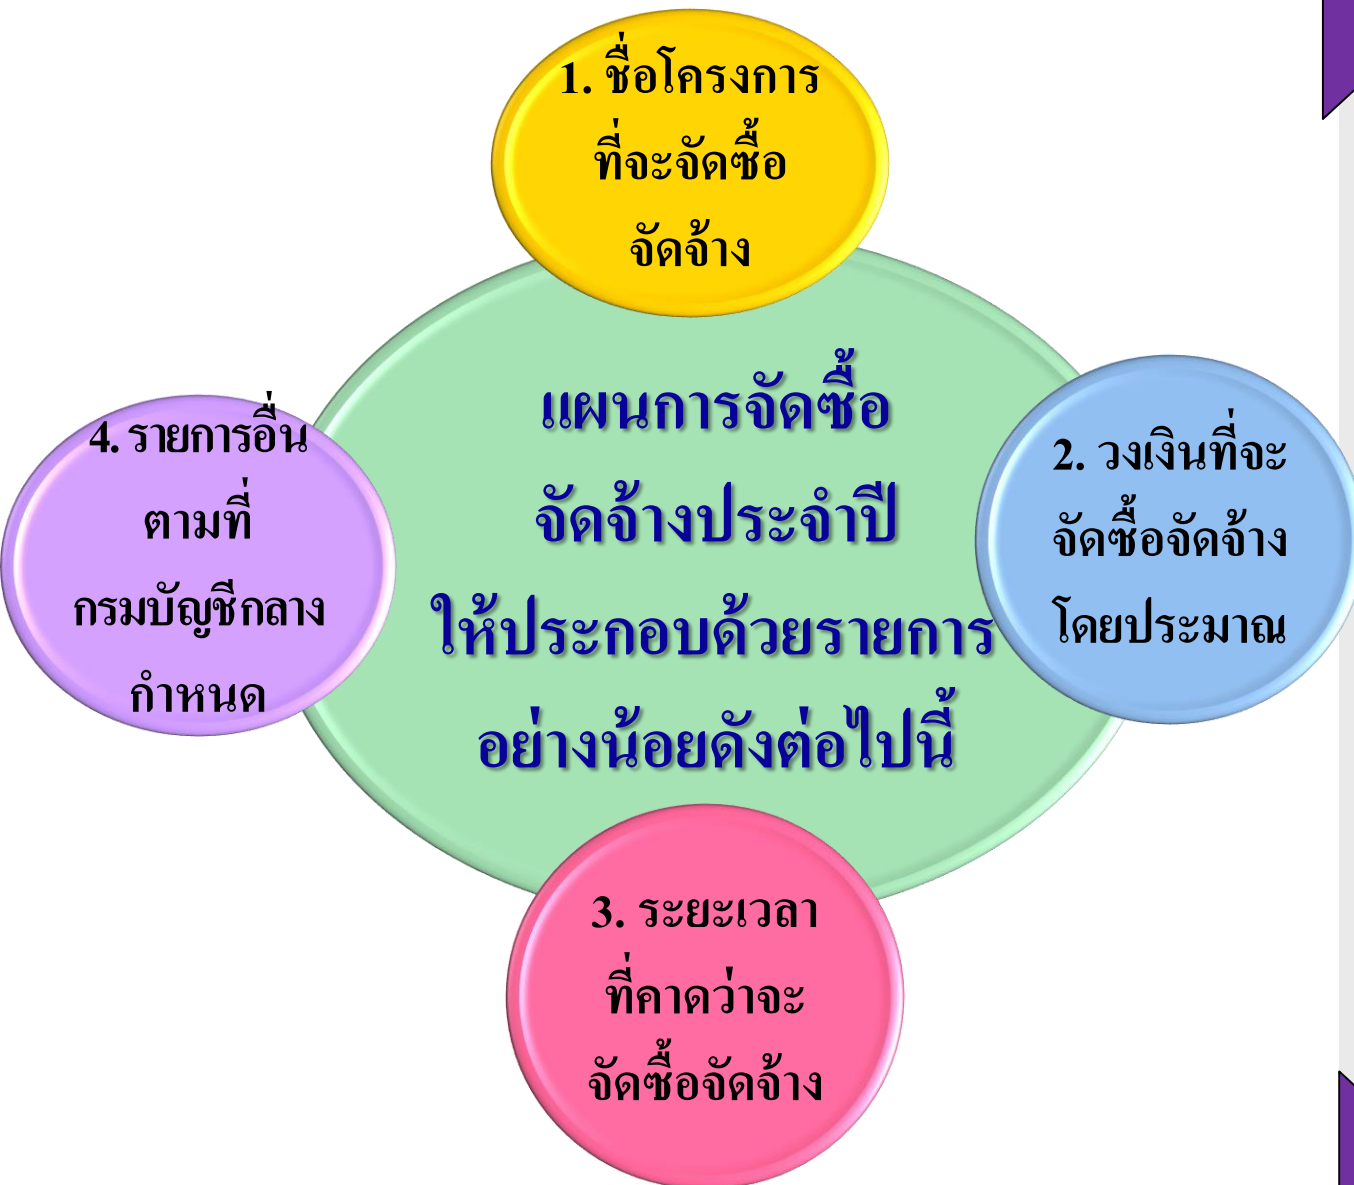 1. ชื่อโครงการ
ที่จะจัดซื้อ
จัดจ้าง
แผนการจัดซื้อ
จัดจ้างประจำปี
ให้ประกอบด้วยรายการ
อย่างน้อยดังต่อไปนี้
2. วงเงินที่จะ
จัดซื้อจัดจ้าง
โดยประมาณ
3. ระยะเวลา
ที่คาดว่าจะ
จัดซื้อจัดจ้าง
4. รายการอื่น
ตามที่
กรมบัญชีกลาง
กำหนด